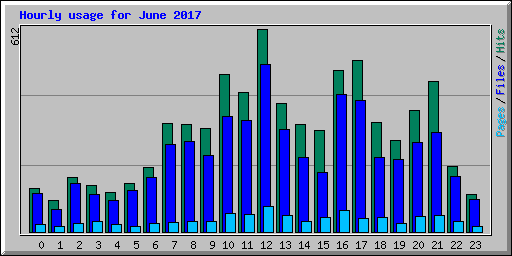 Hourly usage for June 2017
612
Pages/Files/Hits
0 1 2 3 4 5 6 7 8 9 10 11 12 13 14 15 16 17 18 19 20 21 22 23